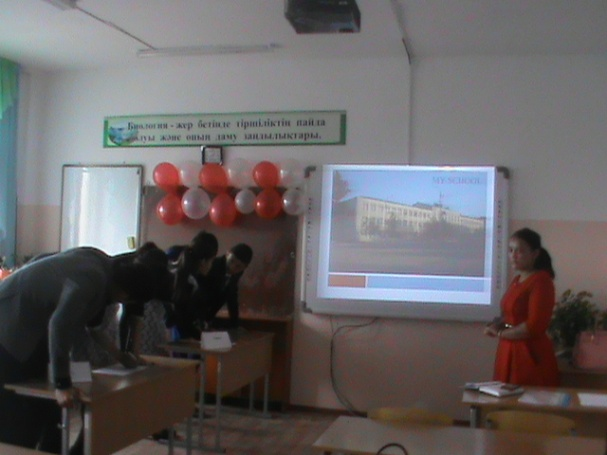 Биология - жер бетінде тіршіліктің пайда
болуы және оның даму заңдылықтары.
MY SCHOOL